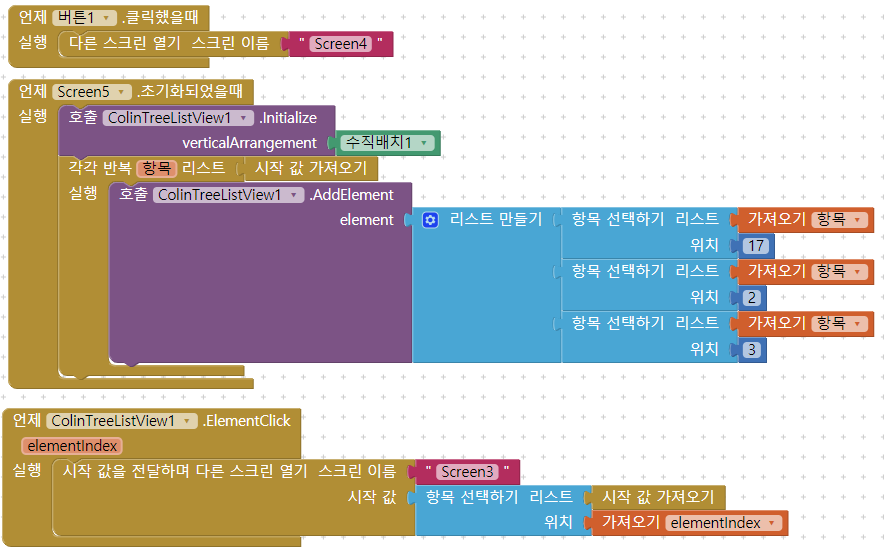 언제 버튼1 .클릭했을때
실행 다른 스크린 열기 스크린 이름 " Screen4 "
언제 Screen5 .초기화되었을때
실행 호출 ColinTreeListView1 .Initialize
verticalArrangement 수직배치1
각각 반복 항목 리스트 시작 값 가져오기
실행 호출 ColinTreeListView1 .AddElement
element 리스트 만들기 항목 선택하기 리스트 가져오기 항목
위치 17
항목 선택하기 리스트 가져오기 항목
위치 2
항목 선택하기 리스트 가져오기 항목
위치 3
언제 ColinTreeListView1 .ElementClick
elementIndex
실행 시작 값을 전달하며 다른 스크린 열기 스크린 이름 " Screen3 "
시작 값 항목 선택하기 리스트 시작 값 가져오기
위치 가져오기 elementIndex